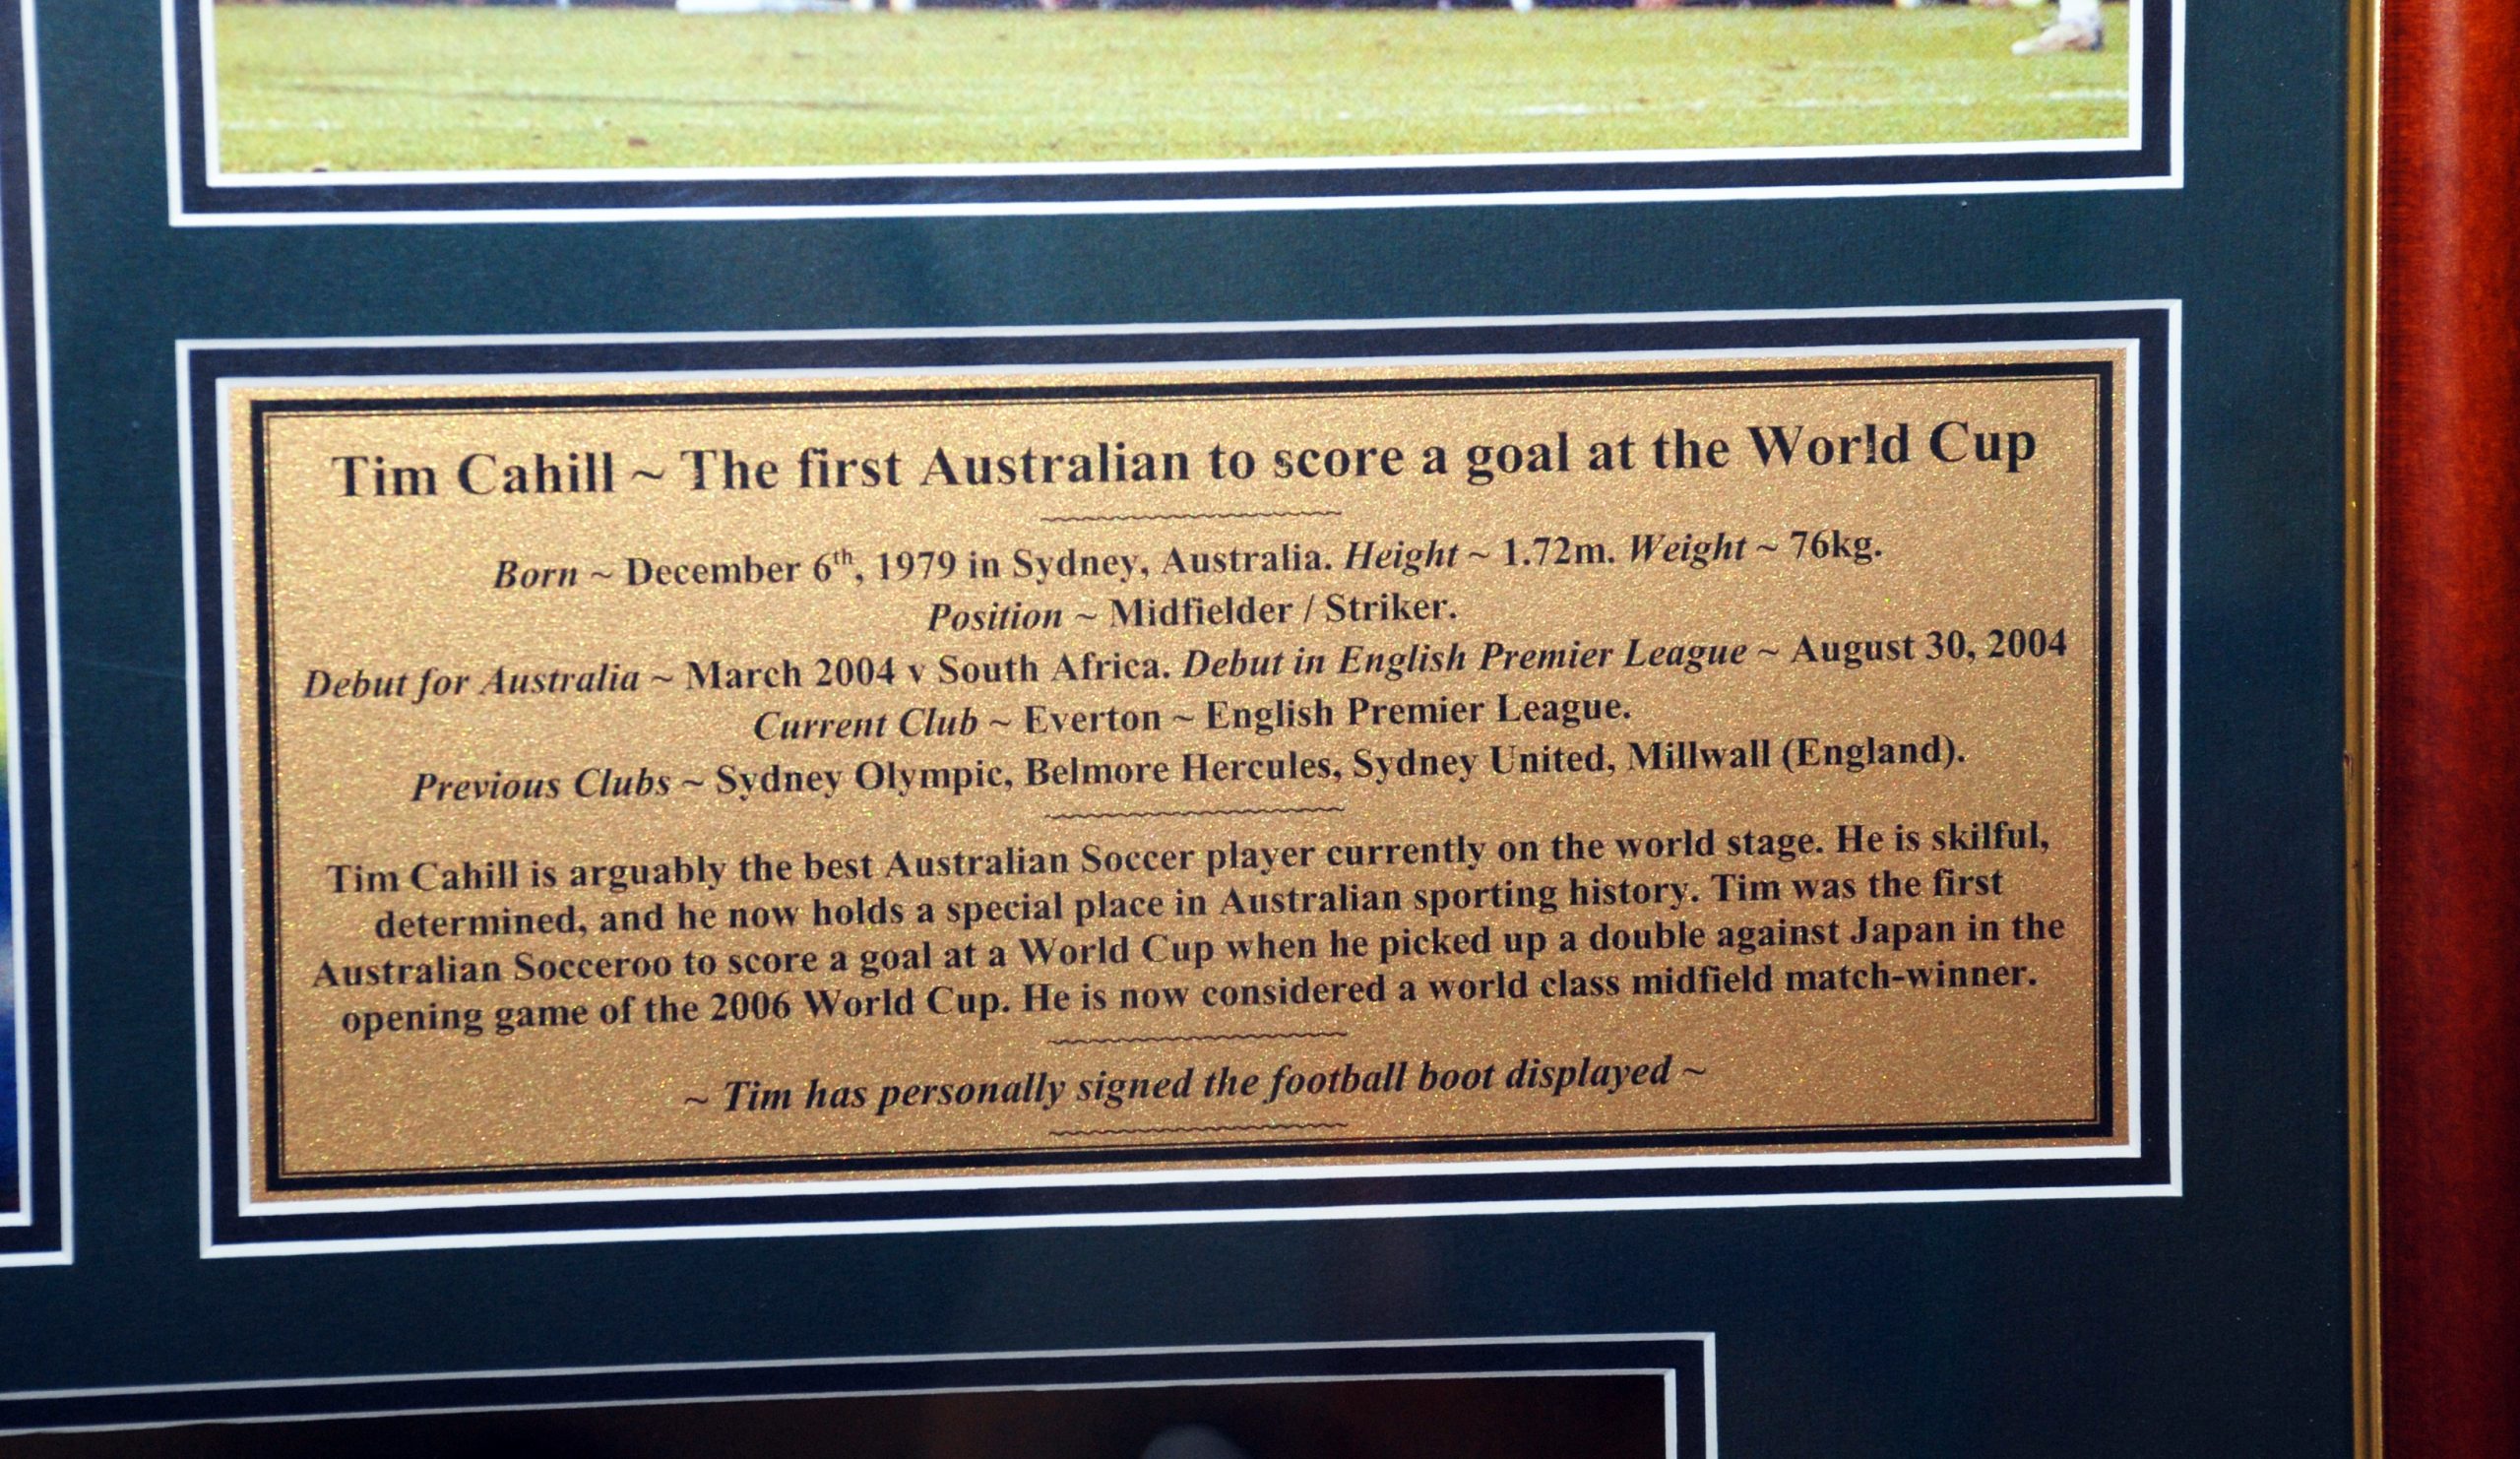 Tim Cahill ~ The first Australian to score a goal at the World Cup
Born ~ December 6th, 1979 in Sydney, Australia. Height ~ 1.72m. Weight ~ 76kg.
Position ~ Midfielder / Striker.
Debut for Australia ~ March 2004 v South Africa. Debut in English Premier League ~ August 30, 2004
Current Club ~ Everton ~ English Premier League.
Previous Clubs ~ Sydney Olympic, Belmore Hercules, Sydney United, Millwall (England).
Tim Cahill is arguably the best Australian Soccer player currently on the world stage. He is skilful,
determined, and he now holds a special place in Australian sporting history. Tim was the first
Australian Socceroo to score a goal at a World Cup when he picked up a double against Japan in the
opening game of the 2006 World Cup. He is now considered a world class midfield match-winner.
~ Tim has personally signed the football boot displayed ~